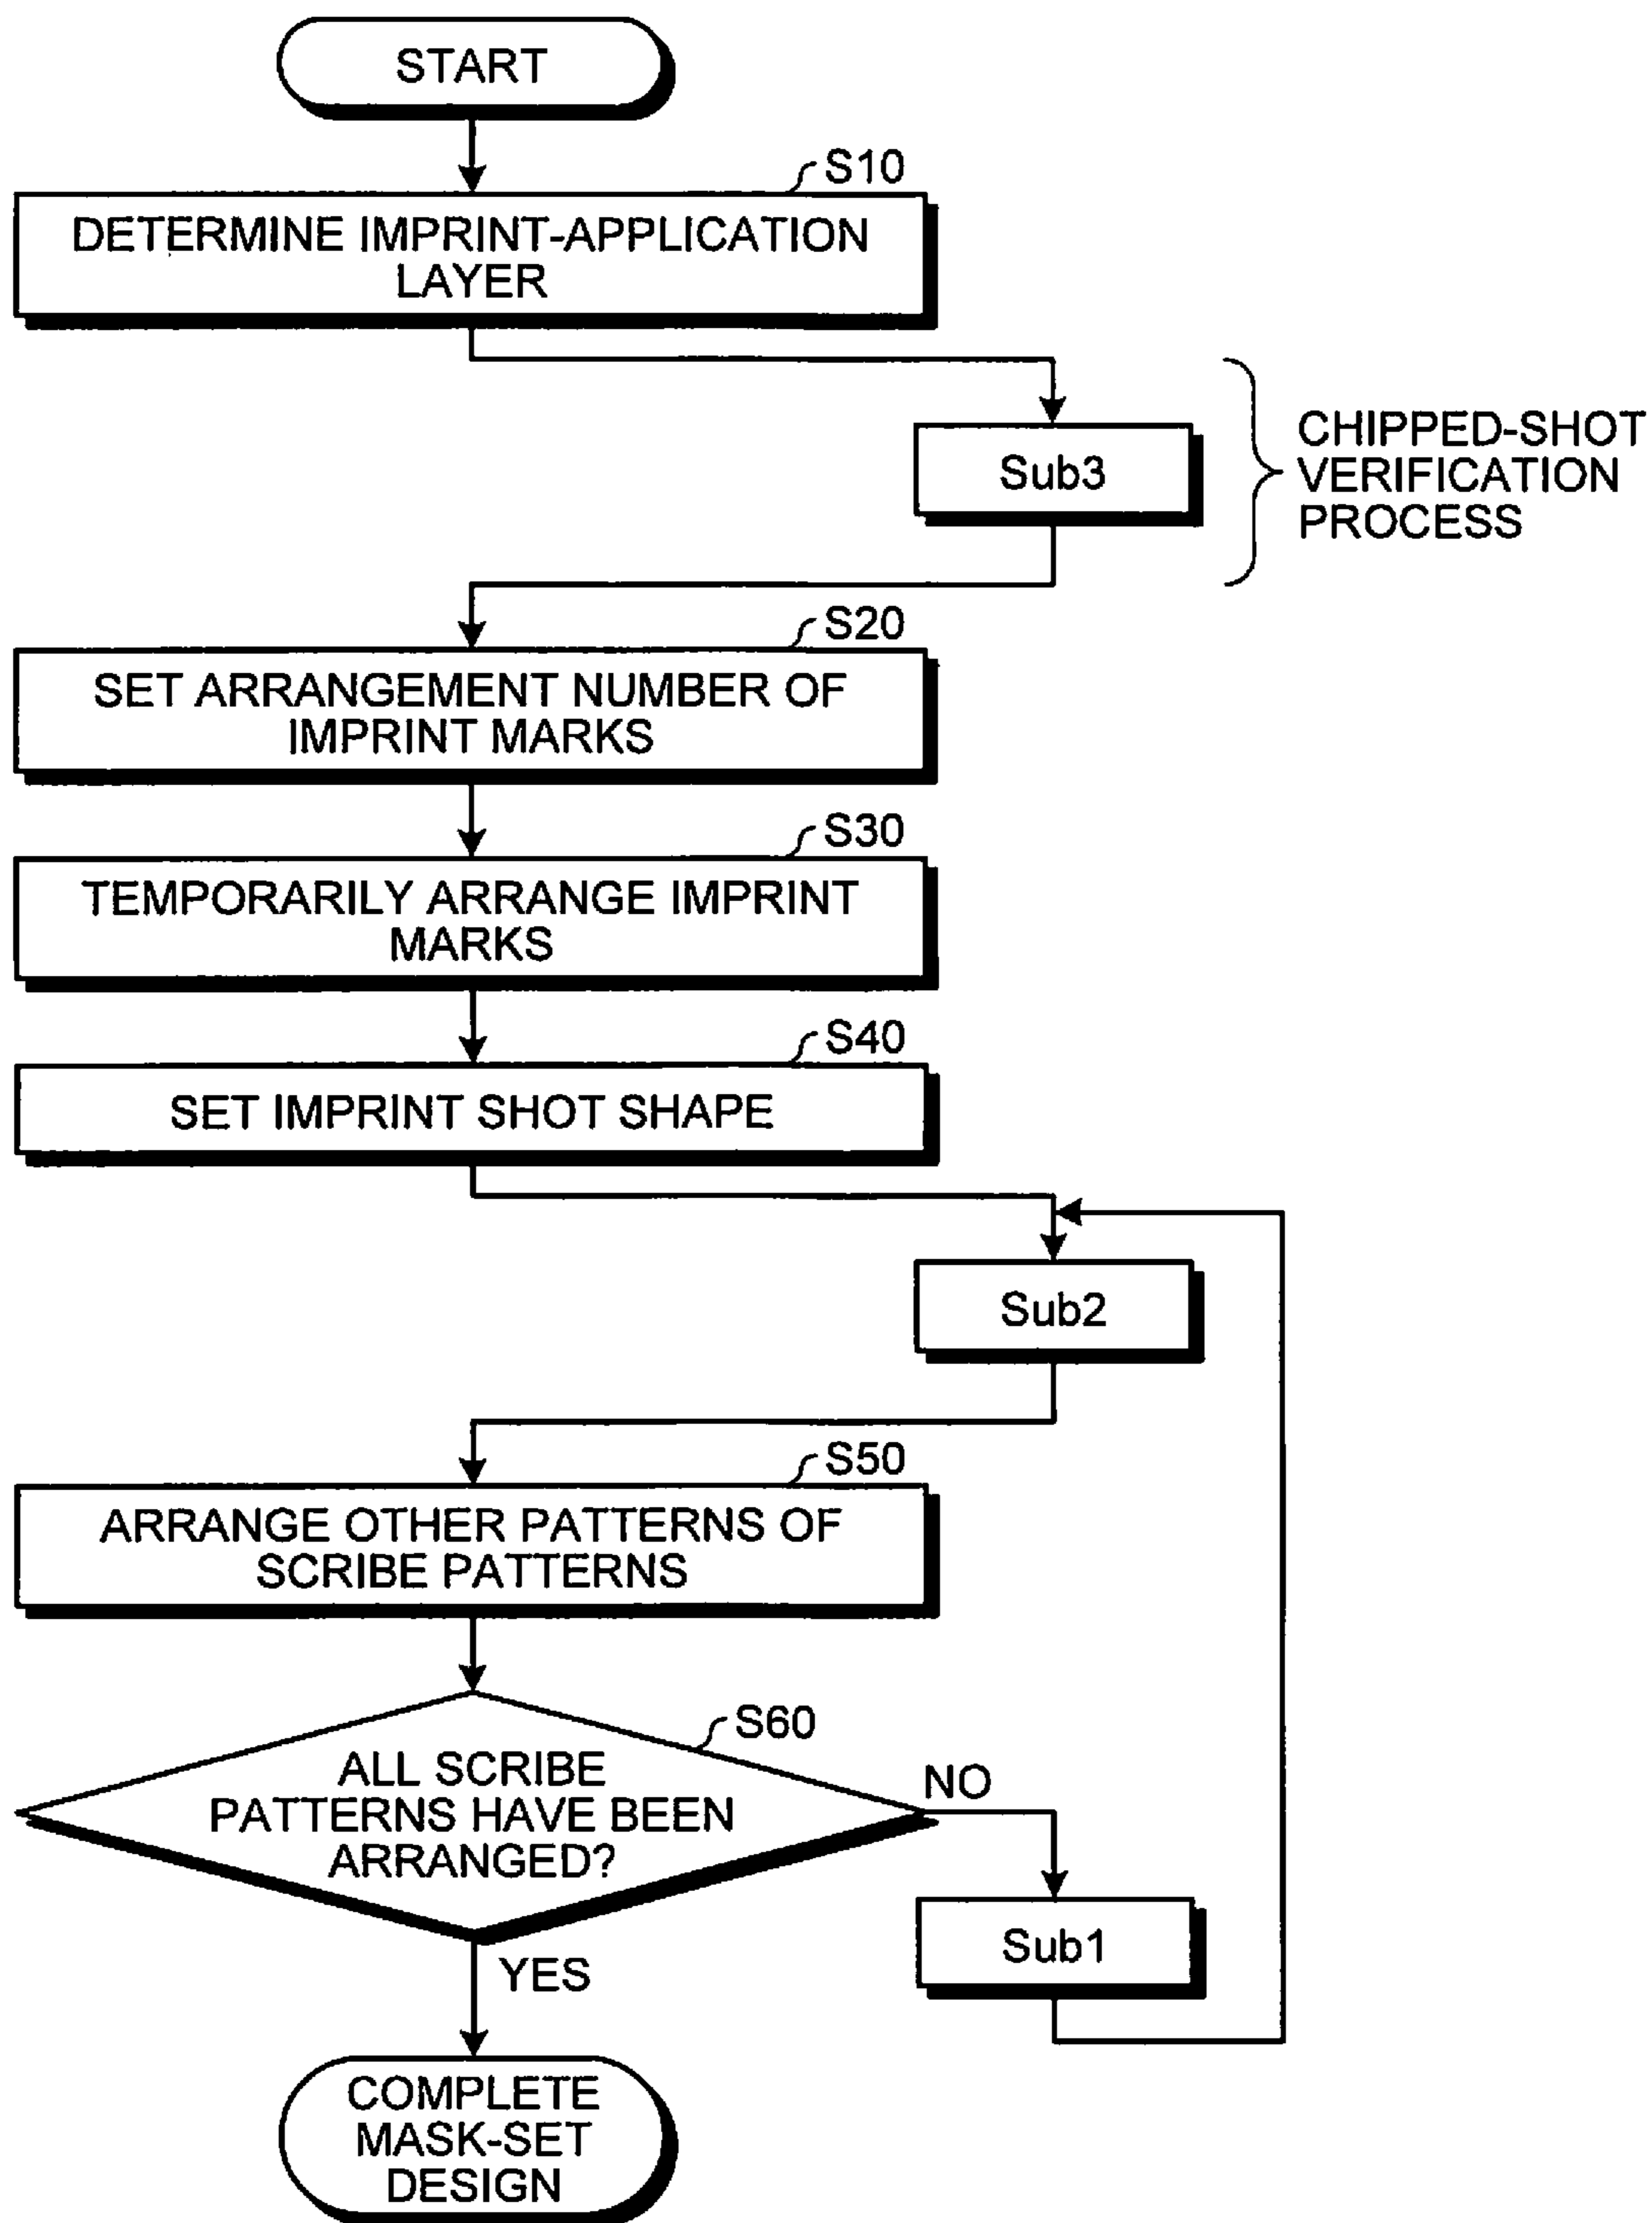 START
S10
DETERMINE IMPRINT-APPLICATION
LAYER
Sub3
CHIPPED-SHOT
VERIFICATION
PROCESS
S20
SET ARRANGEMENT NUMBER OF
IMPRINT MARKS
S30
TEMPORARILY ARRANGE IMPRINT
MARKS
S40
SET IMPRINT SHOT SHAPE
Sub2
S50
ARRANGE OTHER PATTERNS OF
SCRIBE PATTERNS
S60
ALL SCRIBE
PATTERNS HAVE BEEN
ARRANGED?
NO
Sub1
YES
COMPLETE
MASK-SET
DESIGN